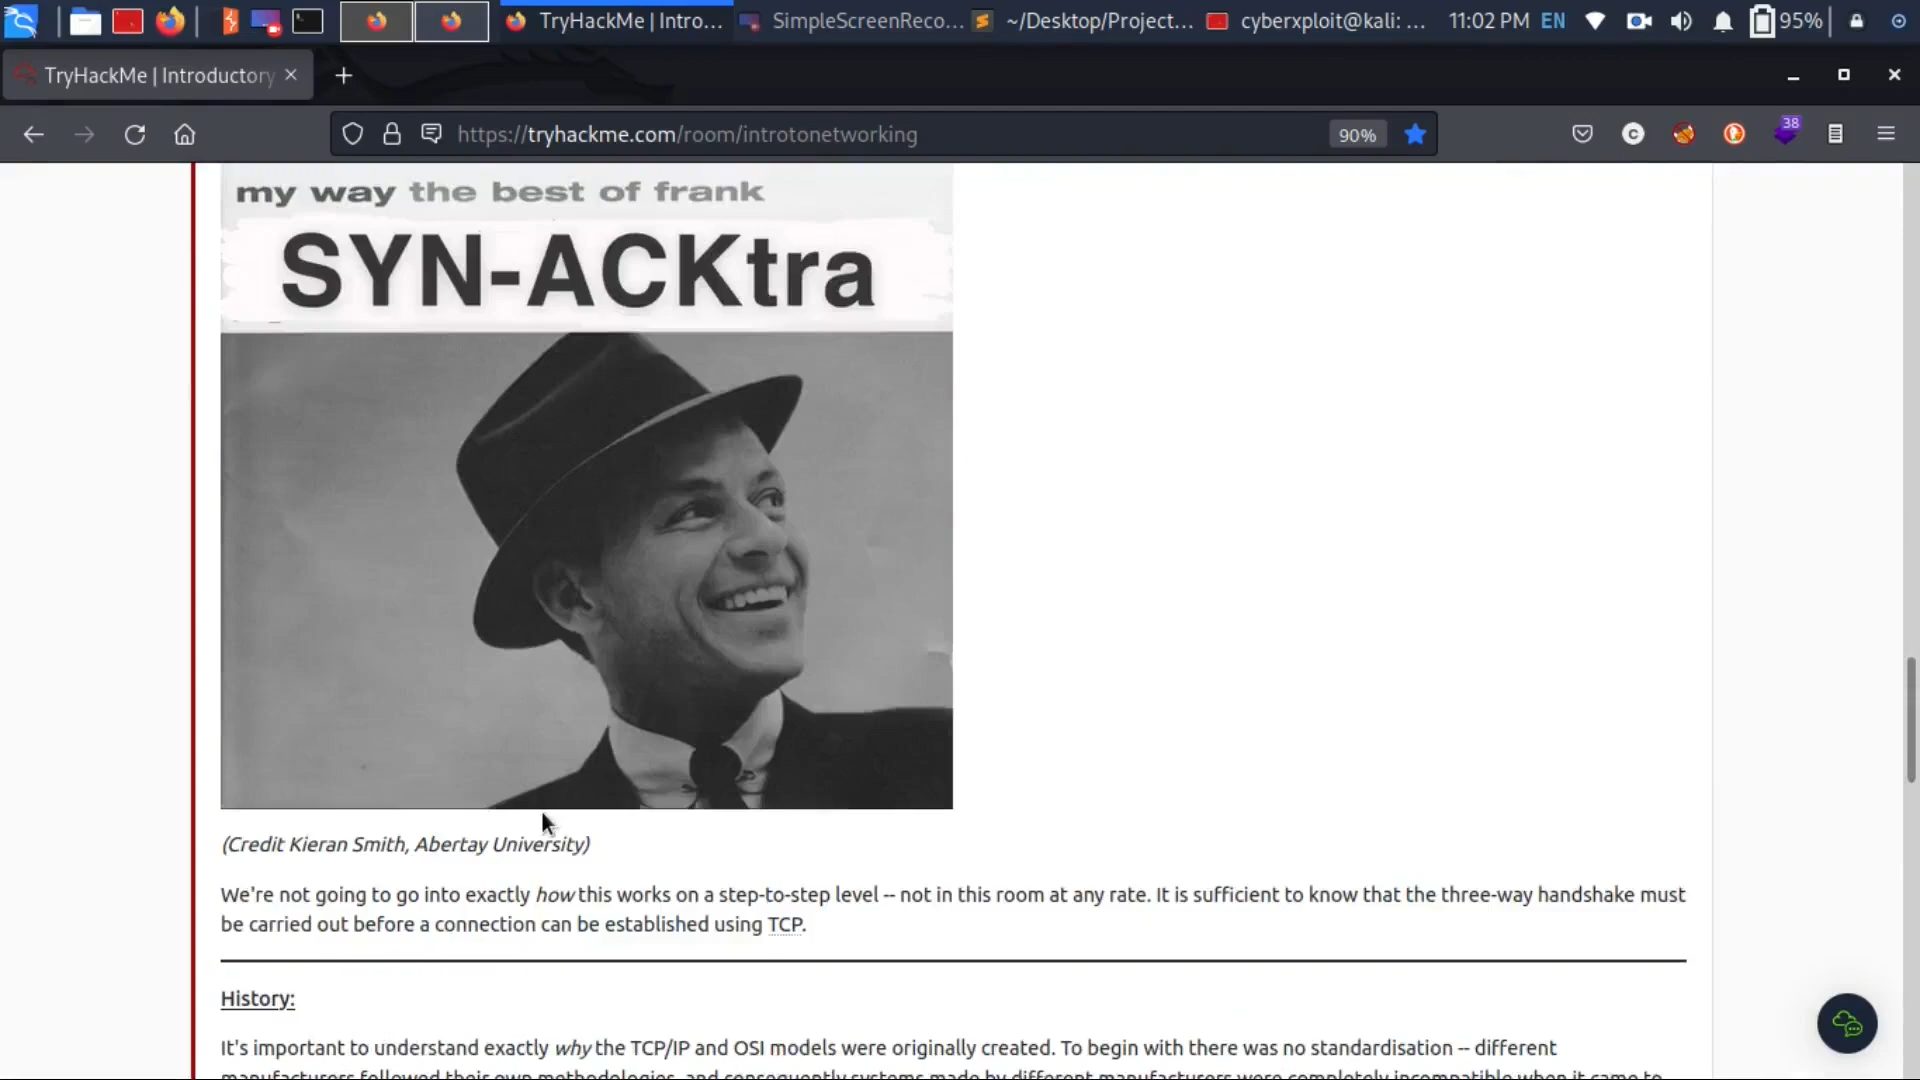 11:02 PM EN 95%
TryHackMe | Intro... SimpleScreenReco... ~/Desktop/Project... cyberxploit@kali: ...
TryHackMe | Introductory
https://tryhackme.com/room/introtonetworking 90% 38
my way the best of frank
SYN-ACKtra
(Credit Kieran Smith, Abertay University)
We're not going to go into exactly how this works on a step-to-step level -- not in this room at any rate. It is sufficient to know that the three-way handshake must
be carried out before a connection can be established using TCP.
History:
It's important to understand exactly why the TCP/IP and OSI models were originally created. To begin with there was no standardisation -- different
manufacturers followed their own methodologies, and consequently systems made by different manufacturers were completely incompatible when it came to